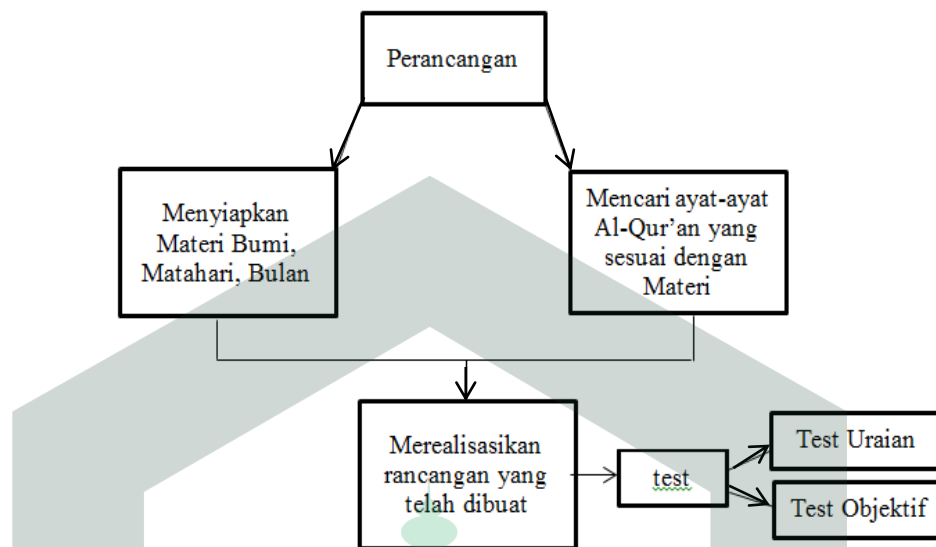 Perancangan
Menyiapkan
Materi Bumi,
Matahari, Bulan
Mencari ayat-ayat
Al-Qur’an yang
sesuai dengan
Materi
Merealisasikan
rancangan yang
telah dibuat
test
Test Uraian
Test Objektif